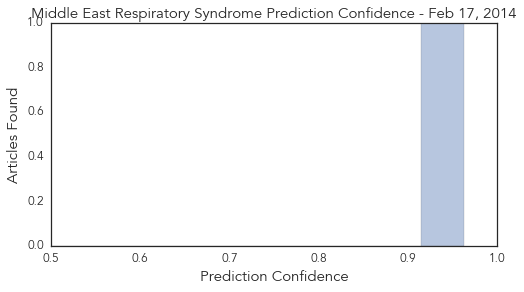 Middle East Respiratory Syndrome Prediction Confidence - Feb 17, 2014
1.0
0.8
0.6
0.4
0.2
0.0
Articles Found
0.5 0.6 0.7 0.8 0.9 1.0
Prediction Confidence